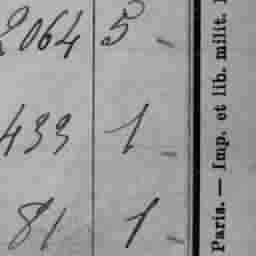 2064 5 -
433 1 -
81 1 -
Paris. — Imp. et lib. milit.